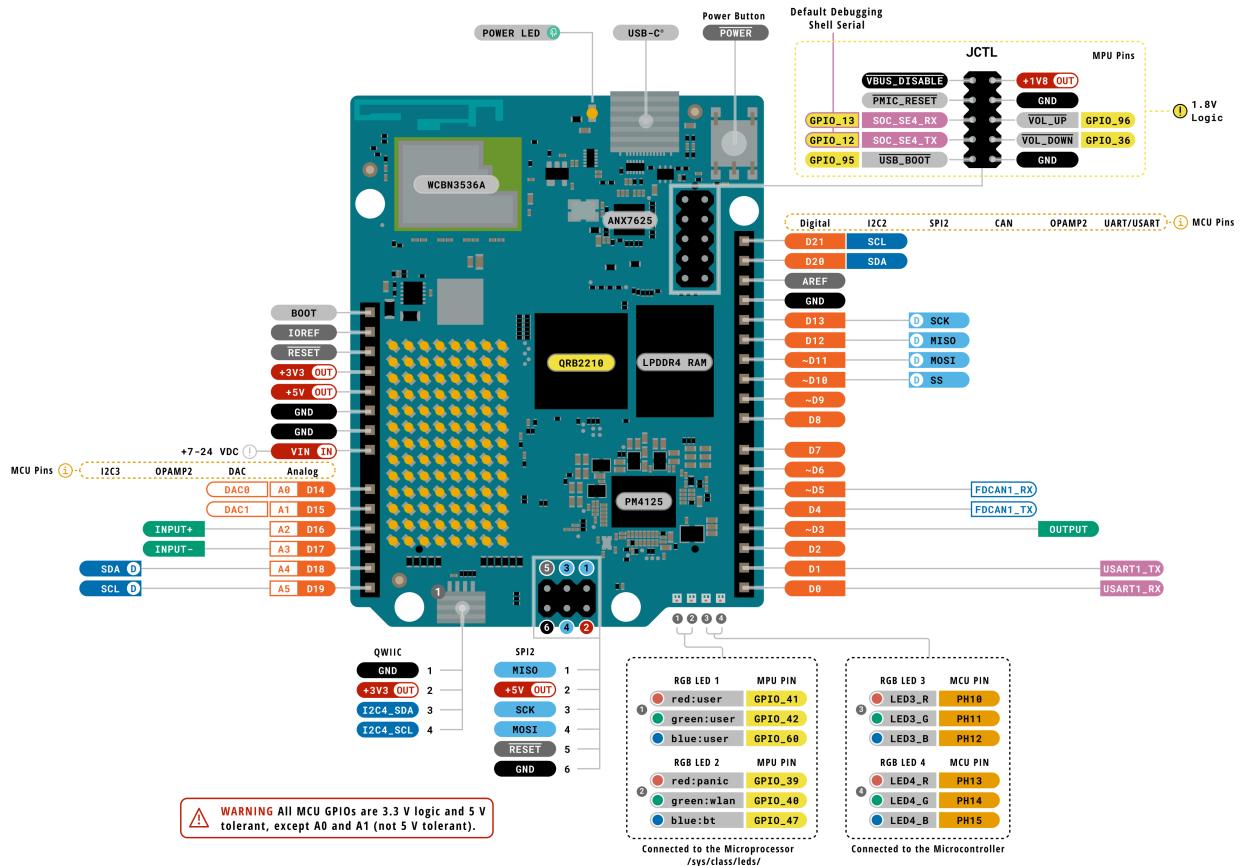 Default Debugging
Shell Serial
Power Button
POWER LED
USB-C®
POWER
JCTL
MPU Pins
VBUS_DISABLE
+1V8 OUT
PMIC_RESET
GND
GPIO_13 SOC_SE4_RX
VOL_UP GPIO_96
GPIO_12 SOC_SE4_TX
VOL_DOWN GPIO_36
GPIO_95 USB_BOOT
GND
! 1.8V
Logic
WCBN3536A
ANX7625
QRB2210
LPDDR4 RAM
PM4125
Digital I2C2 SPI2 CAN OPAMP2 UART/USART i MCU Pins
D21 SCL
D20 SDA
AREF
GND
D13 D SCK
D12 D MISO
~D11 D MOSI
~D10 D SS
~D9
D8
D7
~D6
~D5 FDCAN1_RX
D4 FDCAN1_TX
~D3 OUTPUT
D2
D1 USART1_TX
D0 USART1_RX
BOOT
IOREF
RESET
+3V3 OUT
+5V OUT
GND
GND
+7-24 VDC ! VIN IN
MCU Pins i I2C3 OPAMP2 DAC Analog
DAC0 A0 D14
DAC1 A1 D15
INPUT+ A2 D16
INPUT- A3 D17
SDA D A4 D18
SCL D A5 D19
1
5 3 1
6 4 2
1 2 3 4
QWIIC
GND 1
+3V3 OUT 2
I2C4_SDA 3
I2C4_SCL 4
SPI2
MISO 1
+5V OUT 2
SCK 3
MOSI 4
RESET 5
GND 6
RGB LED 1 MPU PIN
1
red:user GPIO_41
green:user GPIO_42
blue:user GPIO_60
RGB LED 2 MPU PIN
2
red:panic GPIO_39
green:wlan GPIO_40
blue:bt GPIO_47
Connected to the Microprocessor
/sys/class/leds/
RGB LED 3 MCU PIN
3
LED3_R PH10
LED3_G PH11
LED3_B PH12
RGB LED 4 MCU PIN
4
LED4_R PH13
LED4_G PH14
LED4_B PH15
Connected to the Microcontroller
WARNING All MCU GPIOs are 3.3 V logic and 5 V
tolerant, except A0 and A1 (not 5 V tolerant).